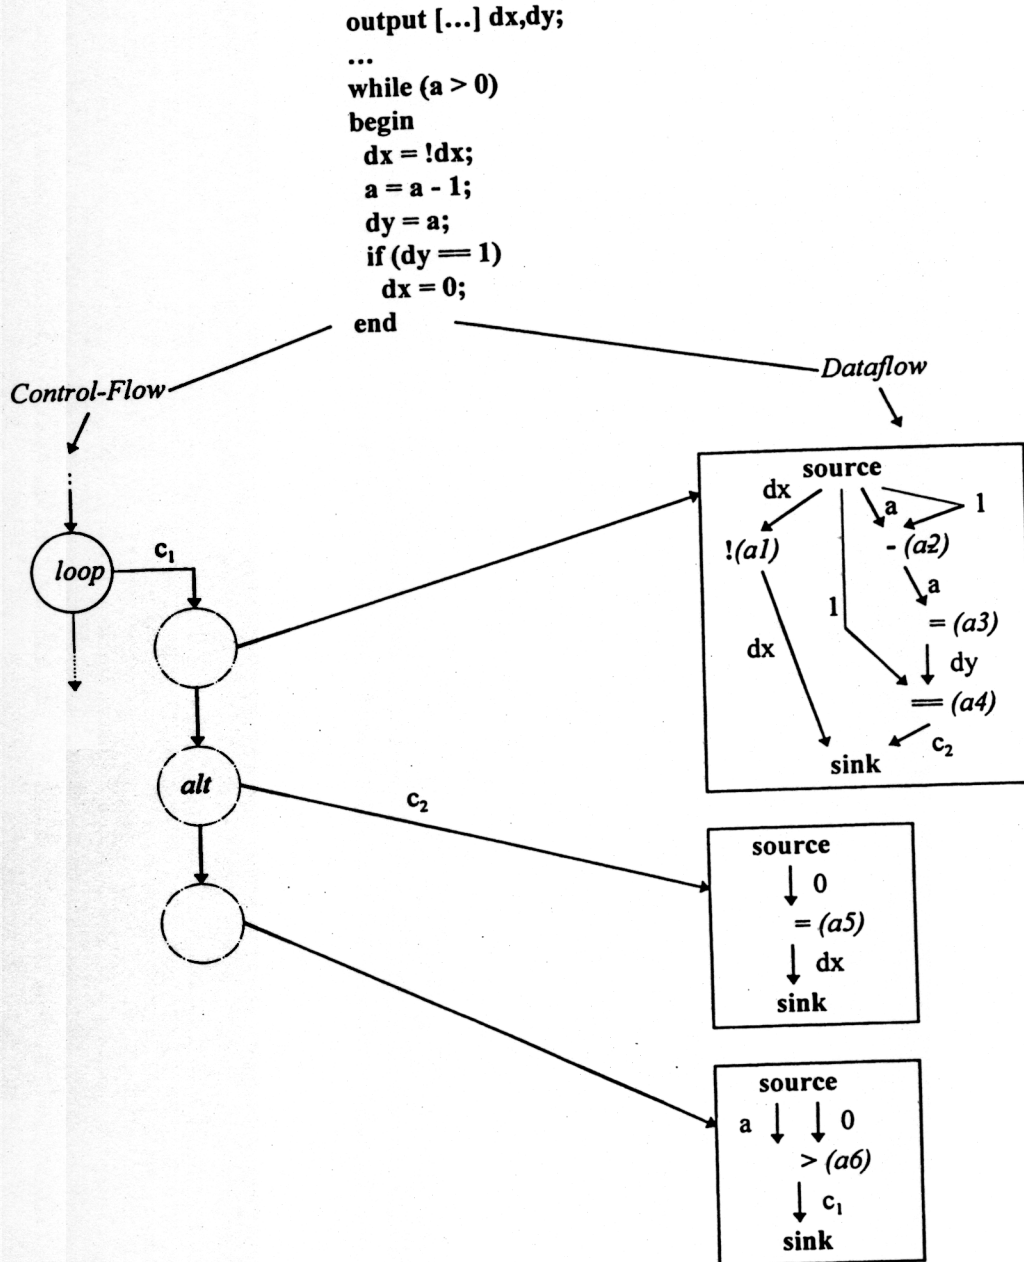 output [...] dx,dy;
...
while (a > 0)
begin
dx = !dx;
a = a - 1;
dy = a;
if (dy == 1)
dx = 0;
end
Control-Flow
Dataflow
loop
c₁
alt
c₂
source
dx
a
1
!(a1)
- (a2)
a
1
= (a3)
dx
dy
== (a4)
c₂
sink
source
0
= (a5)
dx
sink
source
a
0
> (a6)
c₁
sink